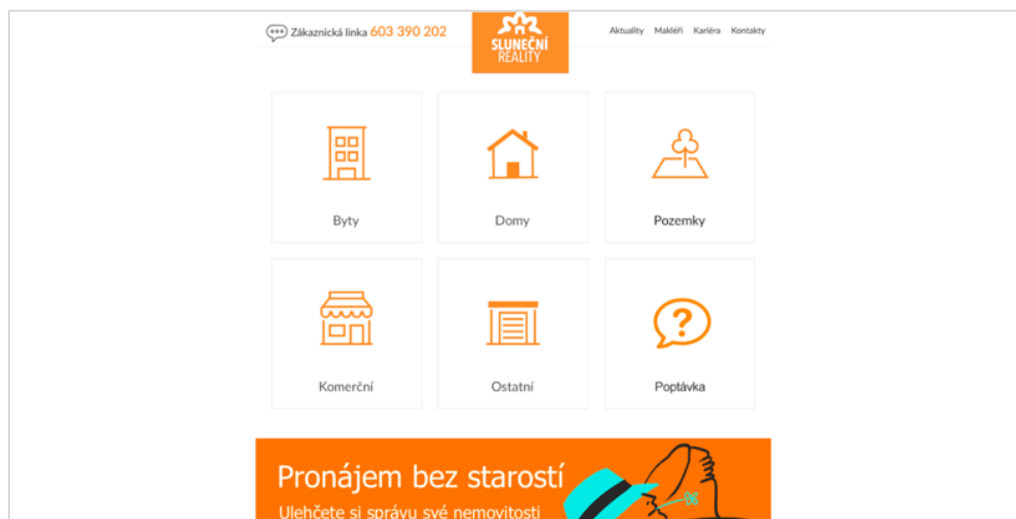 Zákaznická linka 603 390 202
SLUNEČNÍ
REALITY
Aktuality Makléři Kariéra Kontakty
Byty Domy Pozemky
Komerční Ostatní Poptávka
Pronájem bez starostí
Ulehčete si správu své nemovitosti